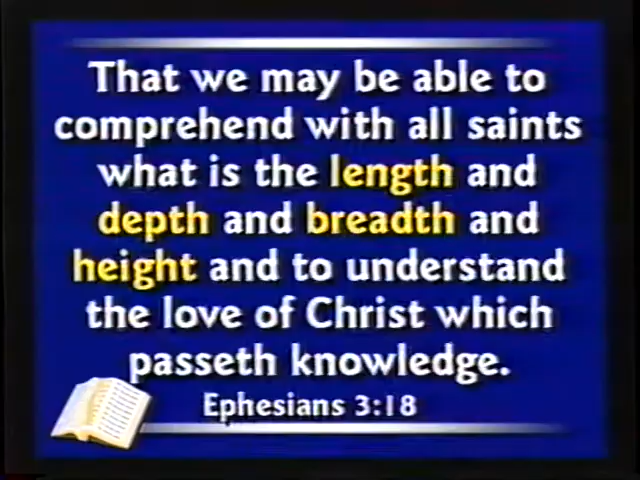 That we may be able to
comprehend with all saints
what is the length and
depth and breadth and
height and to understand
the love of Christ which
passeth knowledge.
Ephesians 3:18